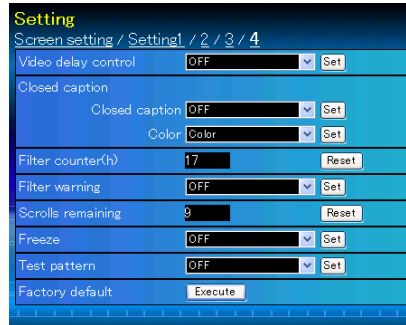 Setting
Screen setting / Setting1 / 2 / 3 / 4
Video delay control OFF Set
Closed caption
Closed caption OFF Set
Color Color Set
Filter counter(h) 17 Reset
Filter warning OFF Set
Scrolls remaining 9 Reset
Freeze OFF Set
Test pattern OFF Set
Factory default Execute